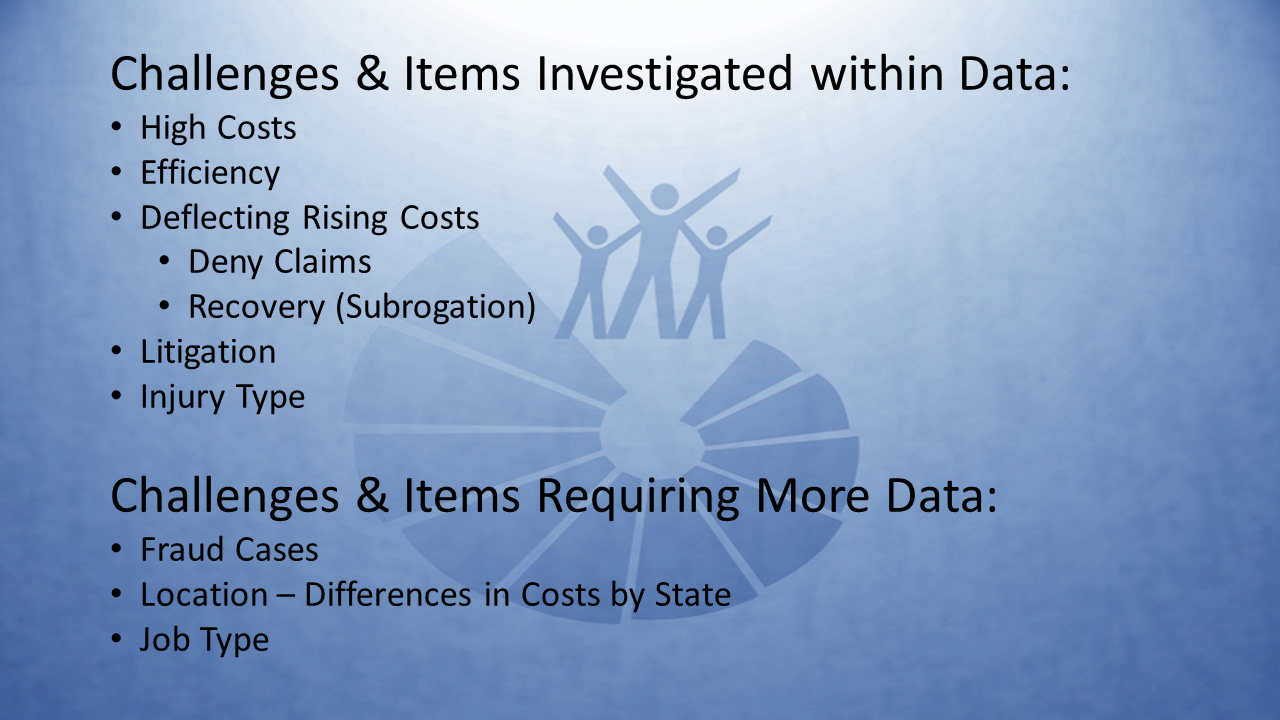 Challenges & Items Investigated within Data:
• High Costs
• Efficiency
• Deflecting Rising Costs
• Deny Claims
• Recovery (Subrogation)
• Litigation
• Injury Type
Challenges & Items Requiring More Data:
• Fraud Cases
• Location – Differences in Costs by State
• Job Type